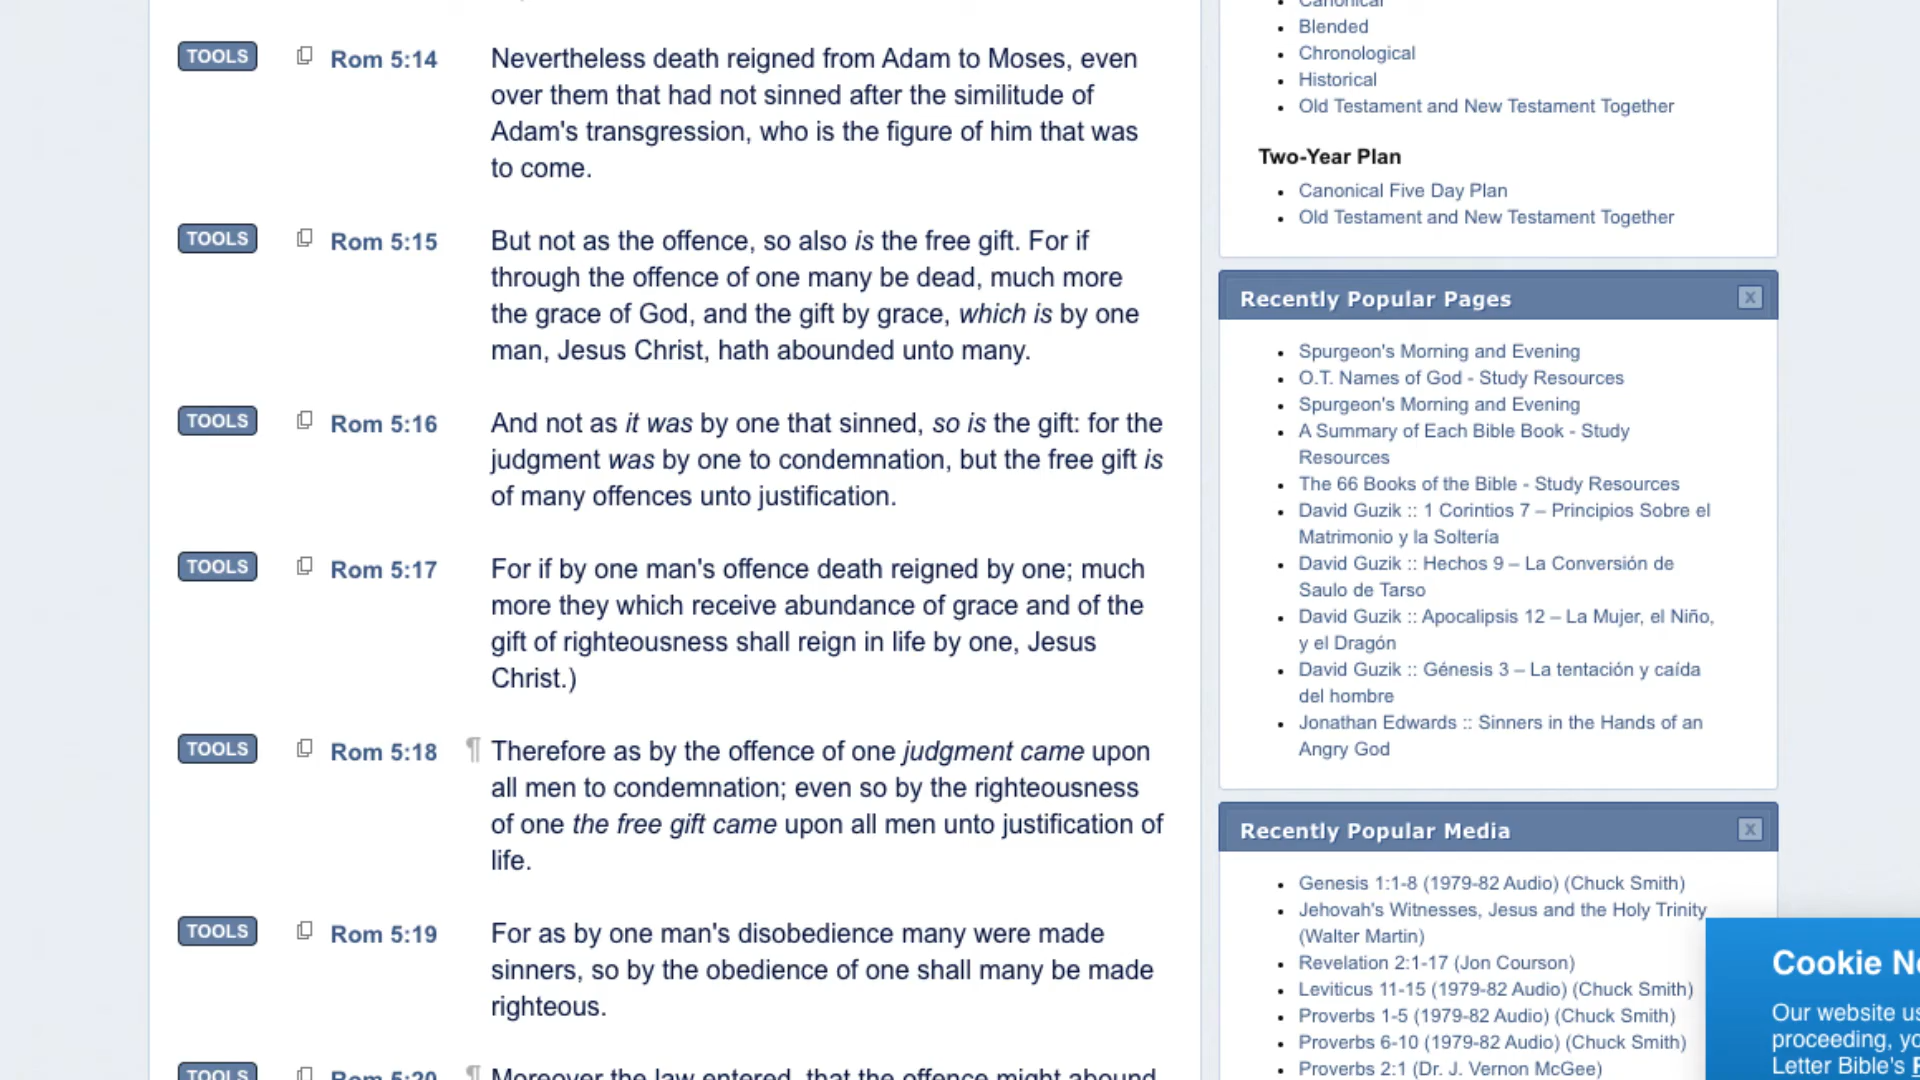 TOOLS Rom 5:14 Nevertheless death reigned from Adam to Moses, even
over them that had not sinned after the similitude of
Adam's transgression, who is the figure of him that was
to come.
TOOLS Rom 5:15 But not as the offence, so also is the free gift. For if
through the offence of one many be dead, much more
the grace of God, and the gift by grace, which is by one
man, Jesus Christ, hath abounded unto many.
TOOLS Rom 5:16 And not as it was by one that sinned, so is the gift: for the
judgment was by one to condemnation, but the free gift is
of many offences unto justification.
TOOLS Rom 5:17 For if by one man's offence death reigned by one; much
more they which receive abundance of grace and of the
gift of righteousness shall reign in life by one, Jesus
Christ.)
TOOLS Rom 5:18 ¶ Therefore as by the offence of one judgment came upon
all men to condemnation; even so by the righteousness
of one the free gift came upon all men unto justification of
life.
TOOLS Rom 5:19 For as by one man's disobedience many were made
sinners, so by the obedience of one shall many be made
righteous.
TOOLS Rom 5:20 ¶ Moreover the law entered, that the offence might abound
Canonical
Blended
Chronological
Historical
Old Testament and New Testament Together
Two-Year Plan
Canonical Five Day Plan
Old Testament and New Testament Together
Recently Popular Pages x
Spurgeon's Morning and Evening
O.T. Names of God - Study Resources
Spurgeon's Morning and Evening
A Summary of Each Bible Book - Study
Resources
The 66 Books of the Bible - Study Resources
David Guzik :: 1 Corintios 7 – Principios Sobre el
Matrimonio y la Soltería
David Guzik :: Hechos 9 – La Conversión de
Saulo de Tarso
David Guzik :: Apocalipsis 12 – La Mujer, el Niño,
y el Dragón
David Guzik :: Génesis 3 – La tentación y caída
del hombre
Jonathan Edwards :: Sinners in the Hands of an
Angry God
Recently Popular Media x
Genesis 1:1-8 (1979-82 Audio) (Chuck Smith)
Jehovah's Witnesses, Jesus and the Holy Trinity
(Walter Martin)
Revelation 2:1-17 (Jon Courson)
Leviticus 11-15 (1979-82 Audio) (Chuck Smith)
Proverbs 1-5 (1979-82 Audio) (Chuck Smith)
Proverbs 6-10 (1979-82 Audio) (Chuck Smith)
Proverbs 2:1 (Dr. J. Vernon McGee)
Cookie
Our website
proceeding,
Letter Bible's